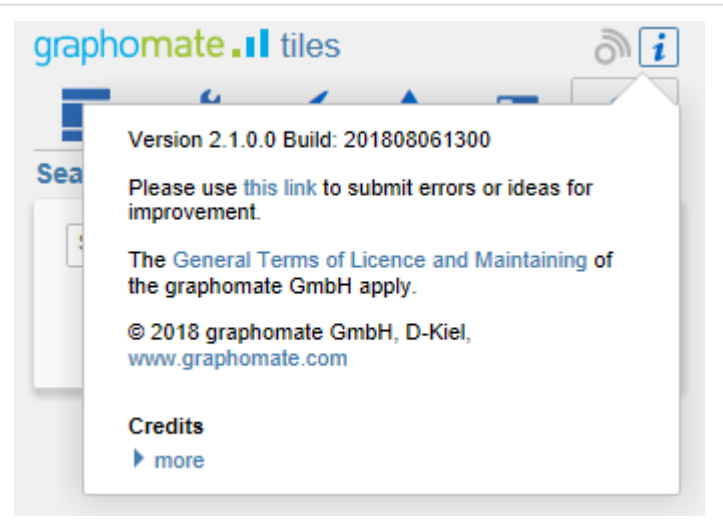 graphomate tiles
i
Version 2.1.0.0 Build: 201808061300
Sea
Please use this link to submit errors or ideas for
improvement.
The General Terms of Licence and Maintaining of
the graphomate GmbH apply.
© 2018 graphomate GmbH, D-Kiel,
www.graphomate.com
Credits
more